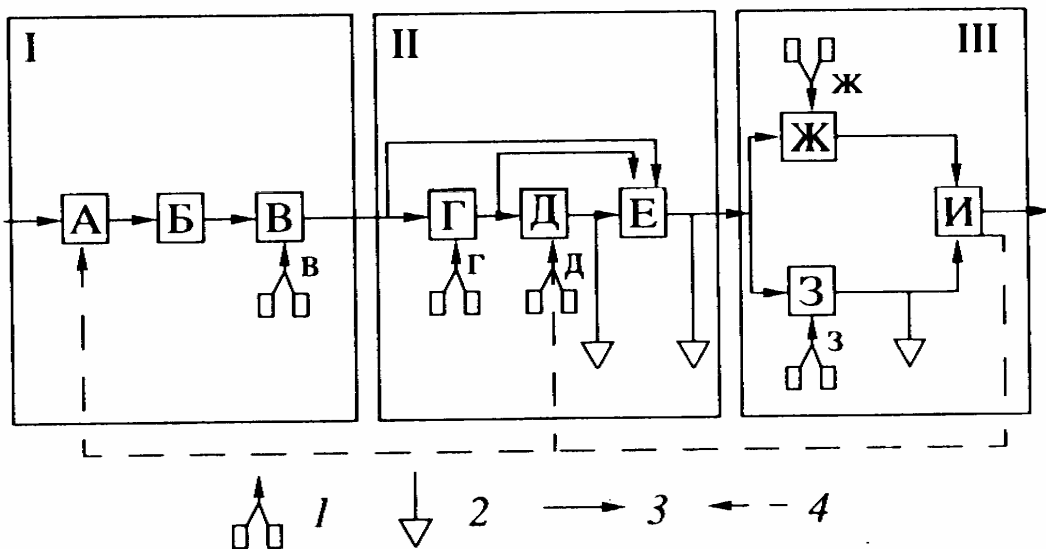 I II III
ж
Ж
А Б В Г Д Е И
в г д
З
з
1 2 3 4